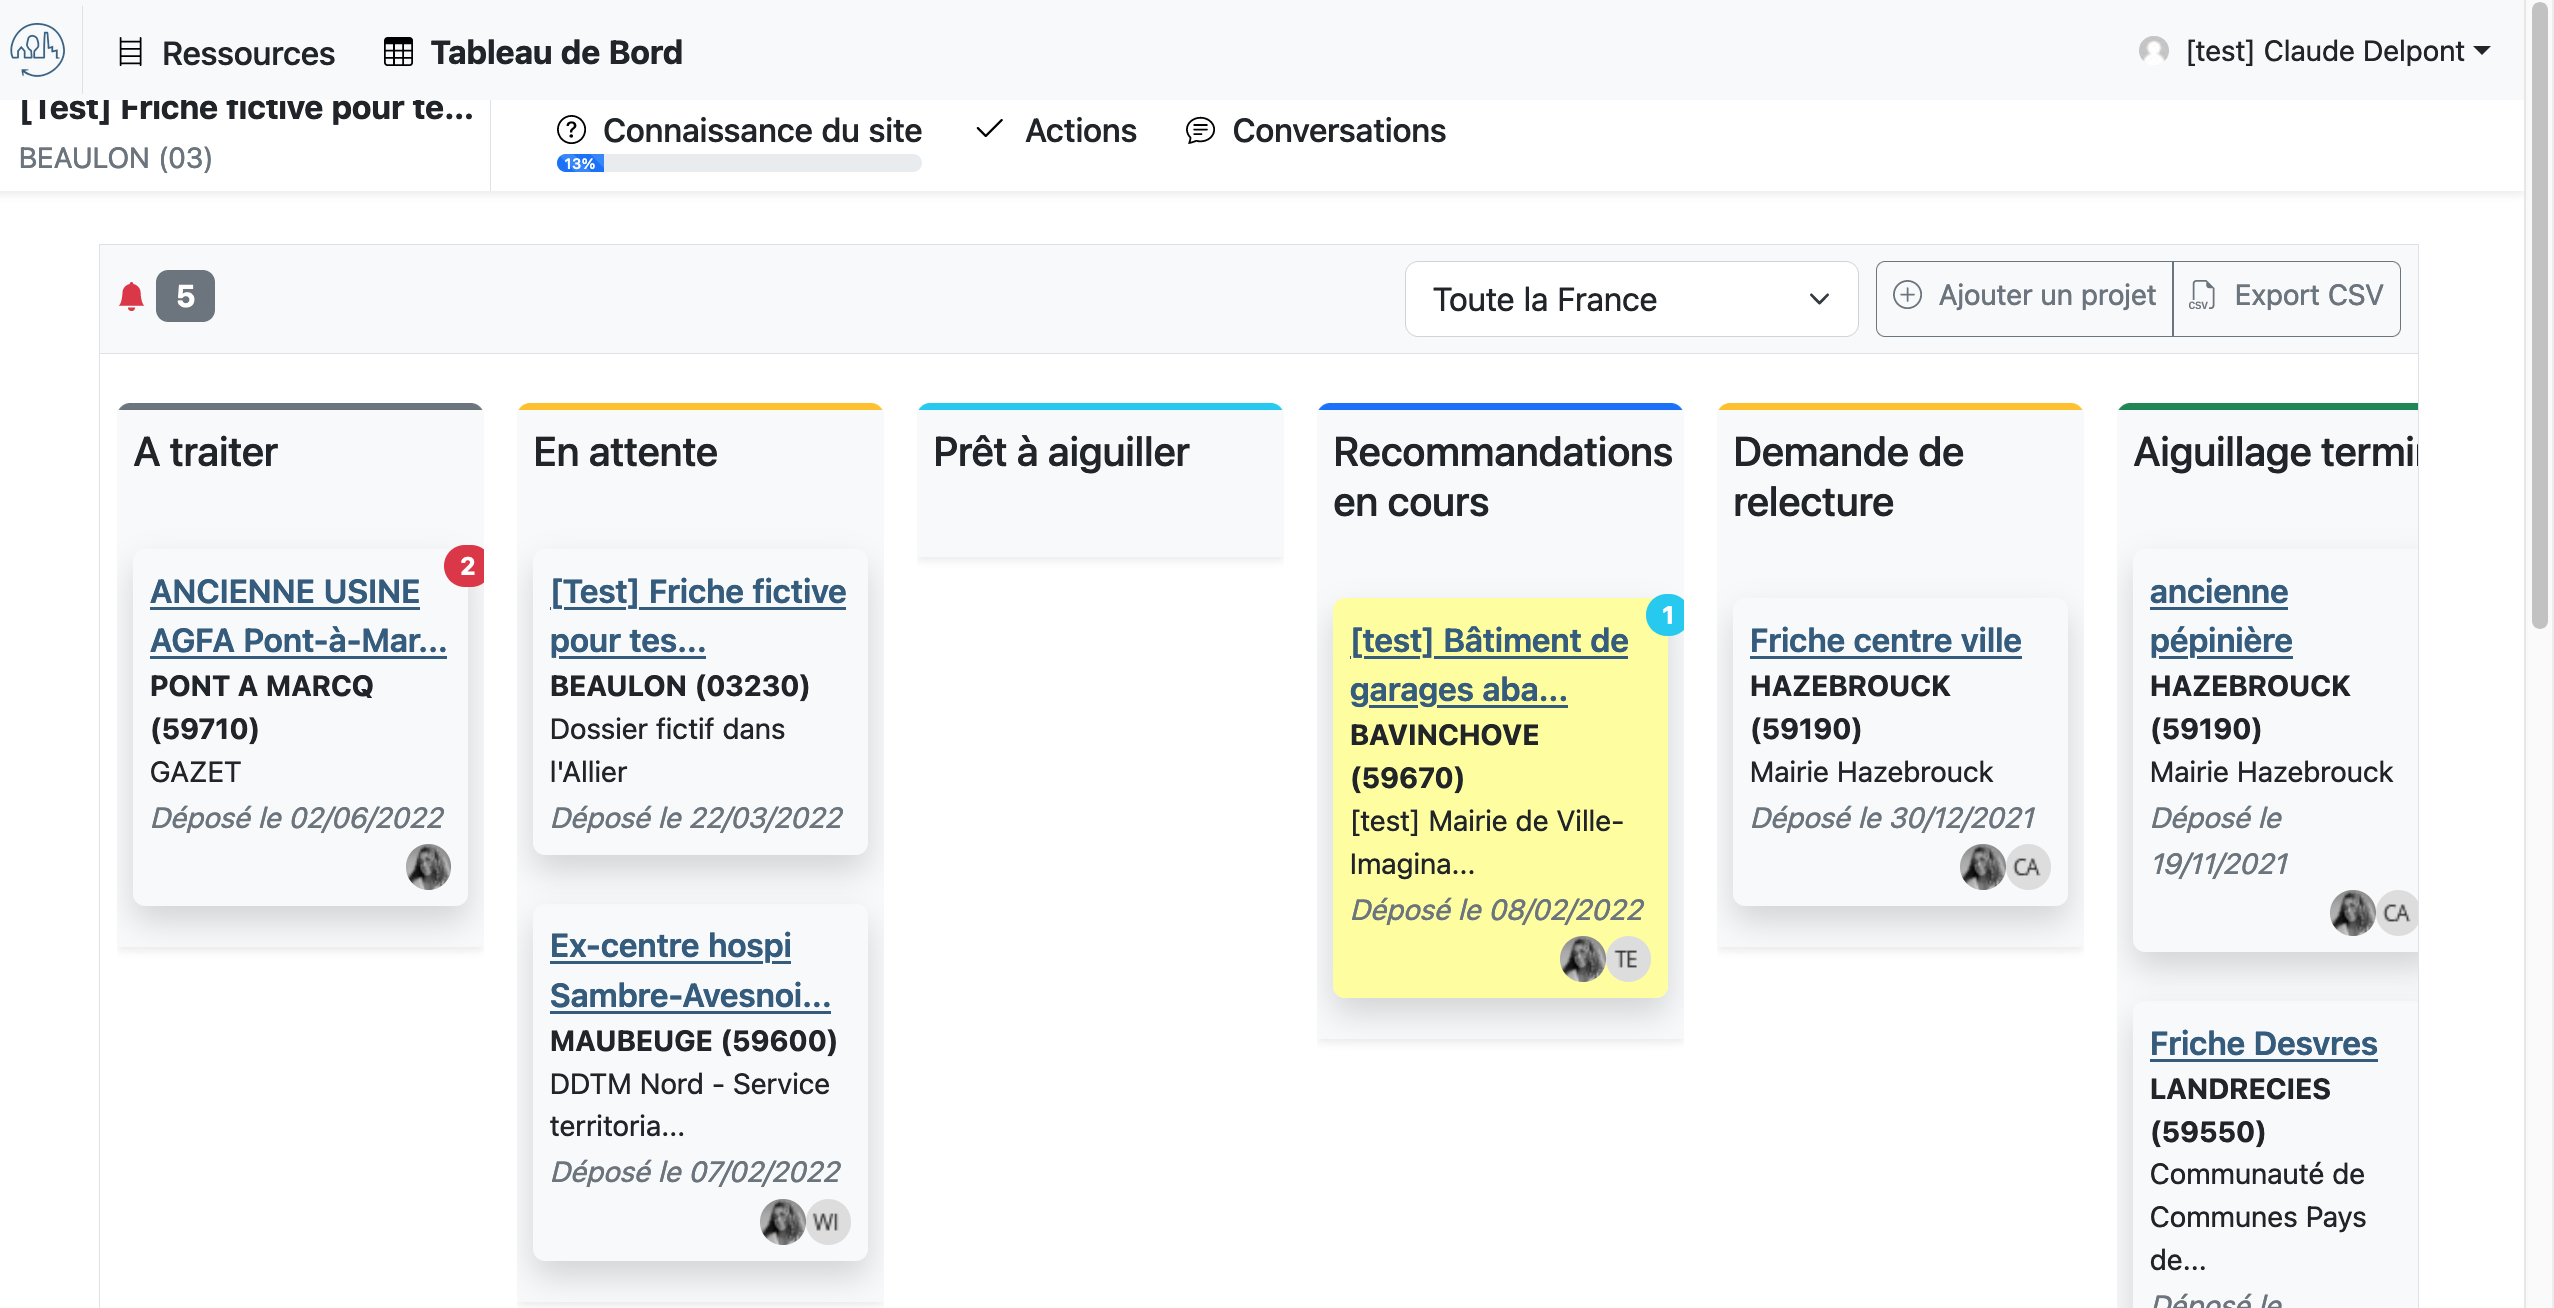 Ressources
Tableau de Bord
[test] Claude Delpont
[Test] Friche fictive pour te...
BEAULON (03)
Connaissance du site
13%
Actions
Conversations
5
Toute la France
Ajouter un projet
CSV
Export CSV
A traiter
2
ANCIENNE USINE
AGFA Pont-à-Mar...
PONT A MARCQ
(59710)
GAZET
Déposé le 02/06/2022
En attente
[Test] Friche fictive
pour tes...
BEAULON (03230)
Dossier fictif dans
l'Allier
Déposé le 22/03/2022
Ex-centre hospi
Sambre-Avesnoi...
MAUBEUGE (59600)
DDTM Nord - Service
territoria...
Déposé le 07/02/2022
WI
Prêt à aiguiller
Recommandations
en cours
1
[test] Bâtiment de
garages aba...
BAVINCHOVE
(59670)
[test] Mairie de Ville-
Imagina...
Déposé le 08/02/2022
TE
Demande de
relecture
Friche centre ville
HAZEBROUCK
(59190)
Mairie Hazebrouck
Déposé le 30/12/2021
CA
Aiguillage termi
ancienne
pépinière
HAZEBROUCK
(59190)
Mairie Hazebrouck
Déposé le
19/11/2021
CA
Friche Desvres
LANDRECIES
(59550)
Communauté de
Communes Pays
de...
Déposé le